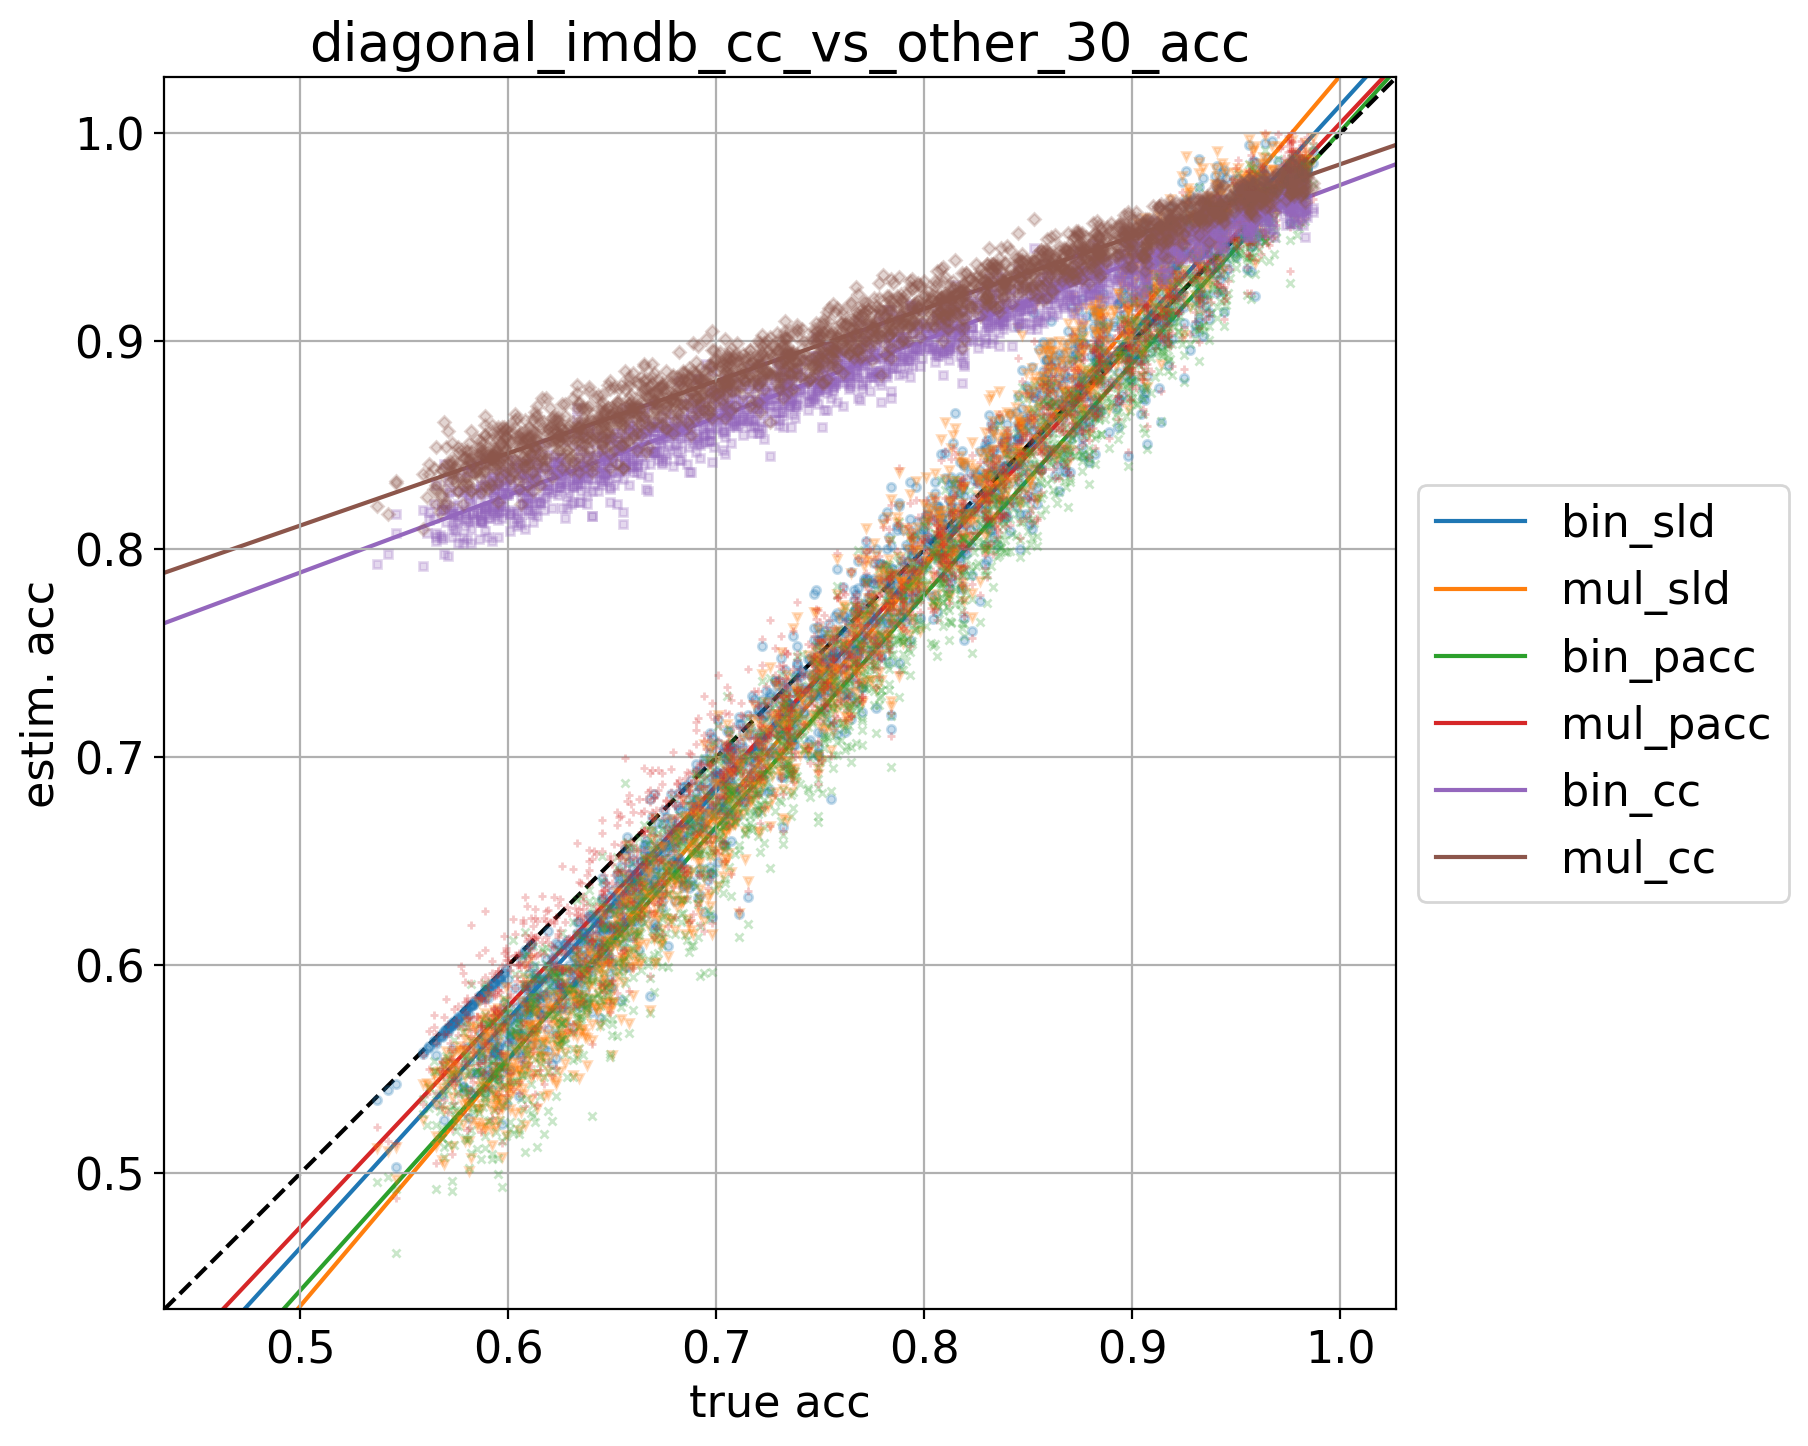 diagonal_imdb_cc_vs_other_30_acc
1.0
0.9
0.8
0.7
0.6
0.5
estim. acc
0.5 0.6 0.7 0.8 0.9 1.0
true acc
bin_sld
mul_sld
bin_pacc
mul_pacc
bin_cc
mul_cc